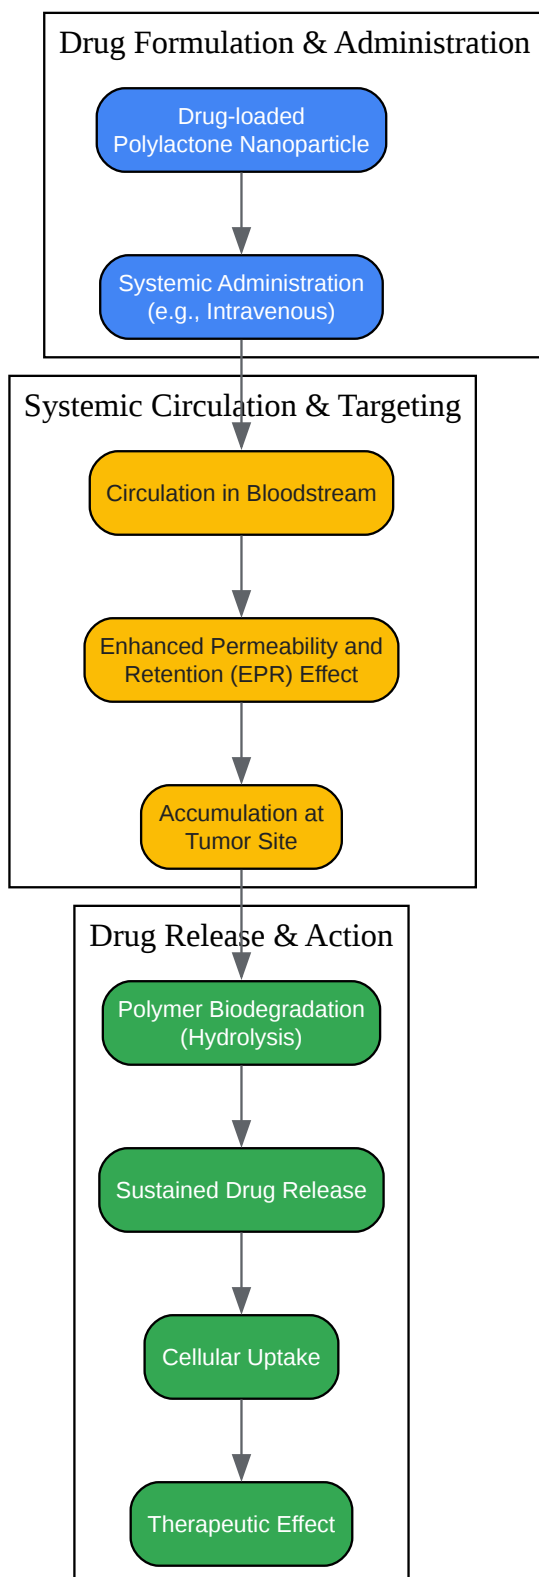 Drug Formulation & Administration
Drug-loaded
Polylactone Nanoparticle
Systemic Administration
(e.g., Intravenous)
Systemic Circulation & Targeting
Circulation in Bloodstream
Enhanced Permeability and
Retention (EPR) Effect
Accumulation at
Tumor Site
Drug Release & Action
Polymer Biodegradation
(Hydrolysis)
Sustained Drug Release
Cellular Uptake
Therapeutic Effect